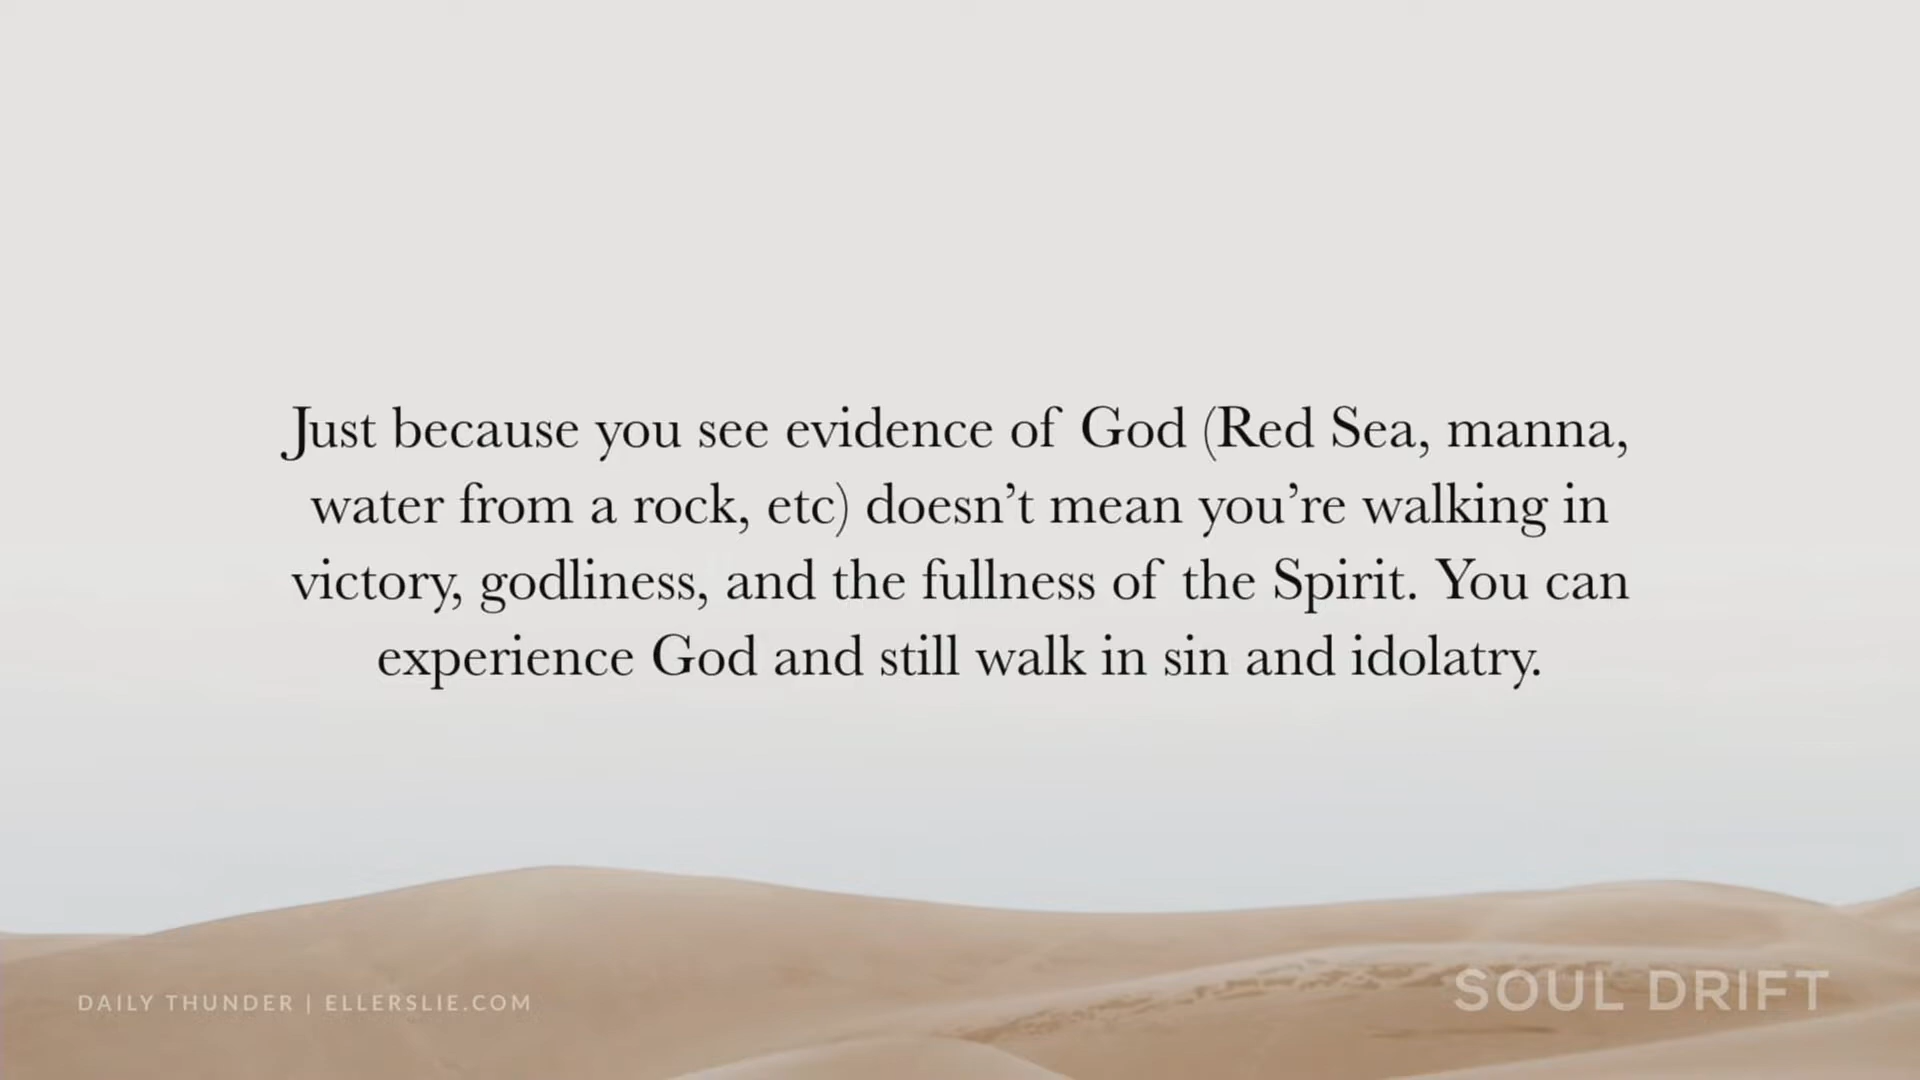 Just because you see evidence of God (Red Sea, manna,
water from a rock, etc) doesn’t mean you’re walking in
victory, godliness, and the fullness of the Spirit. You can
experience God and still walk in sin and idolatry.
DAILY THUNDER | ELLERSLIE.COM
SOUL DRIFT